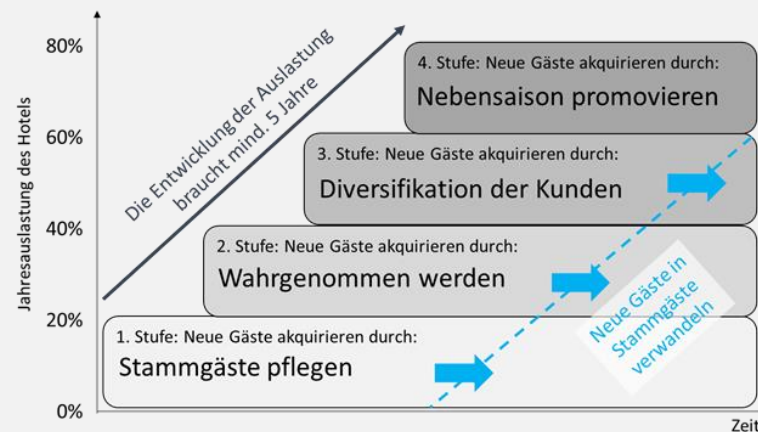 Jahresauslastung des Hotels
80%
60%
40%
20%
0%
Die Entwicklung der Auslastung
braucht mind. 5 Jahre
4. Stufe: Neue Gäste akquirieren durch:
Nebensaison promovieren
3. Stufe: Neue Gäste akquirieren durch:
Diversifikation der Kunden
2. Stufe: Neue Gäste akquirieren durch:
Wahrgenommen werden
1. Stufe: Neue Gäste akquirieren durch:
Stammgäste pflegen
Neue Gäste in
Stammgäste
verwandeln
Zeit